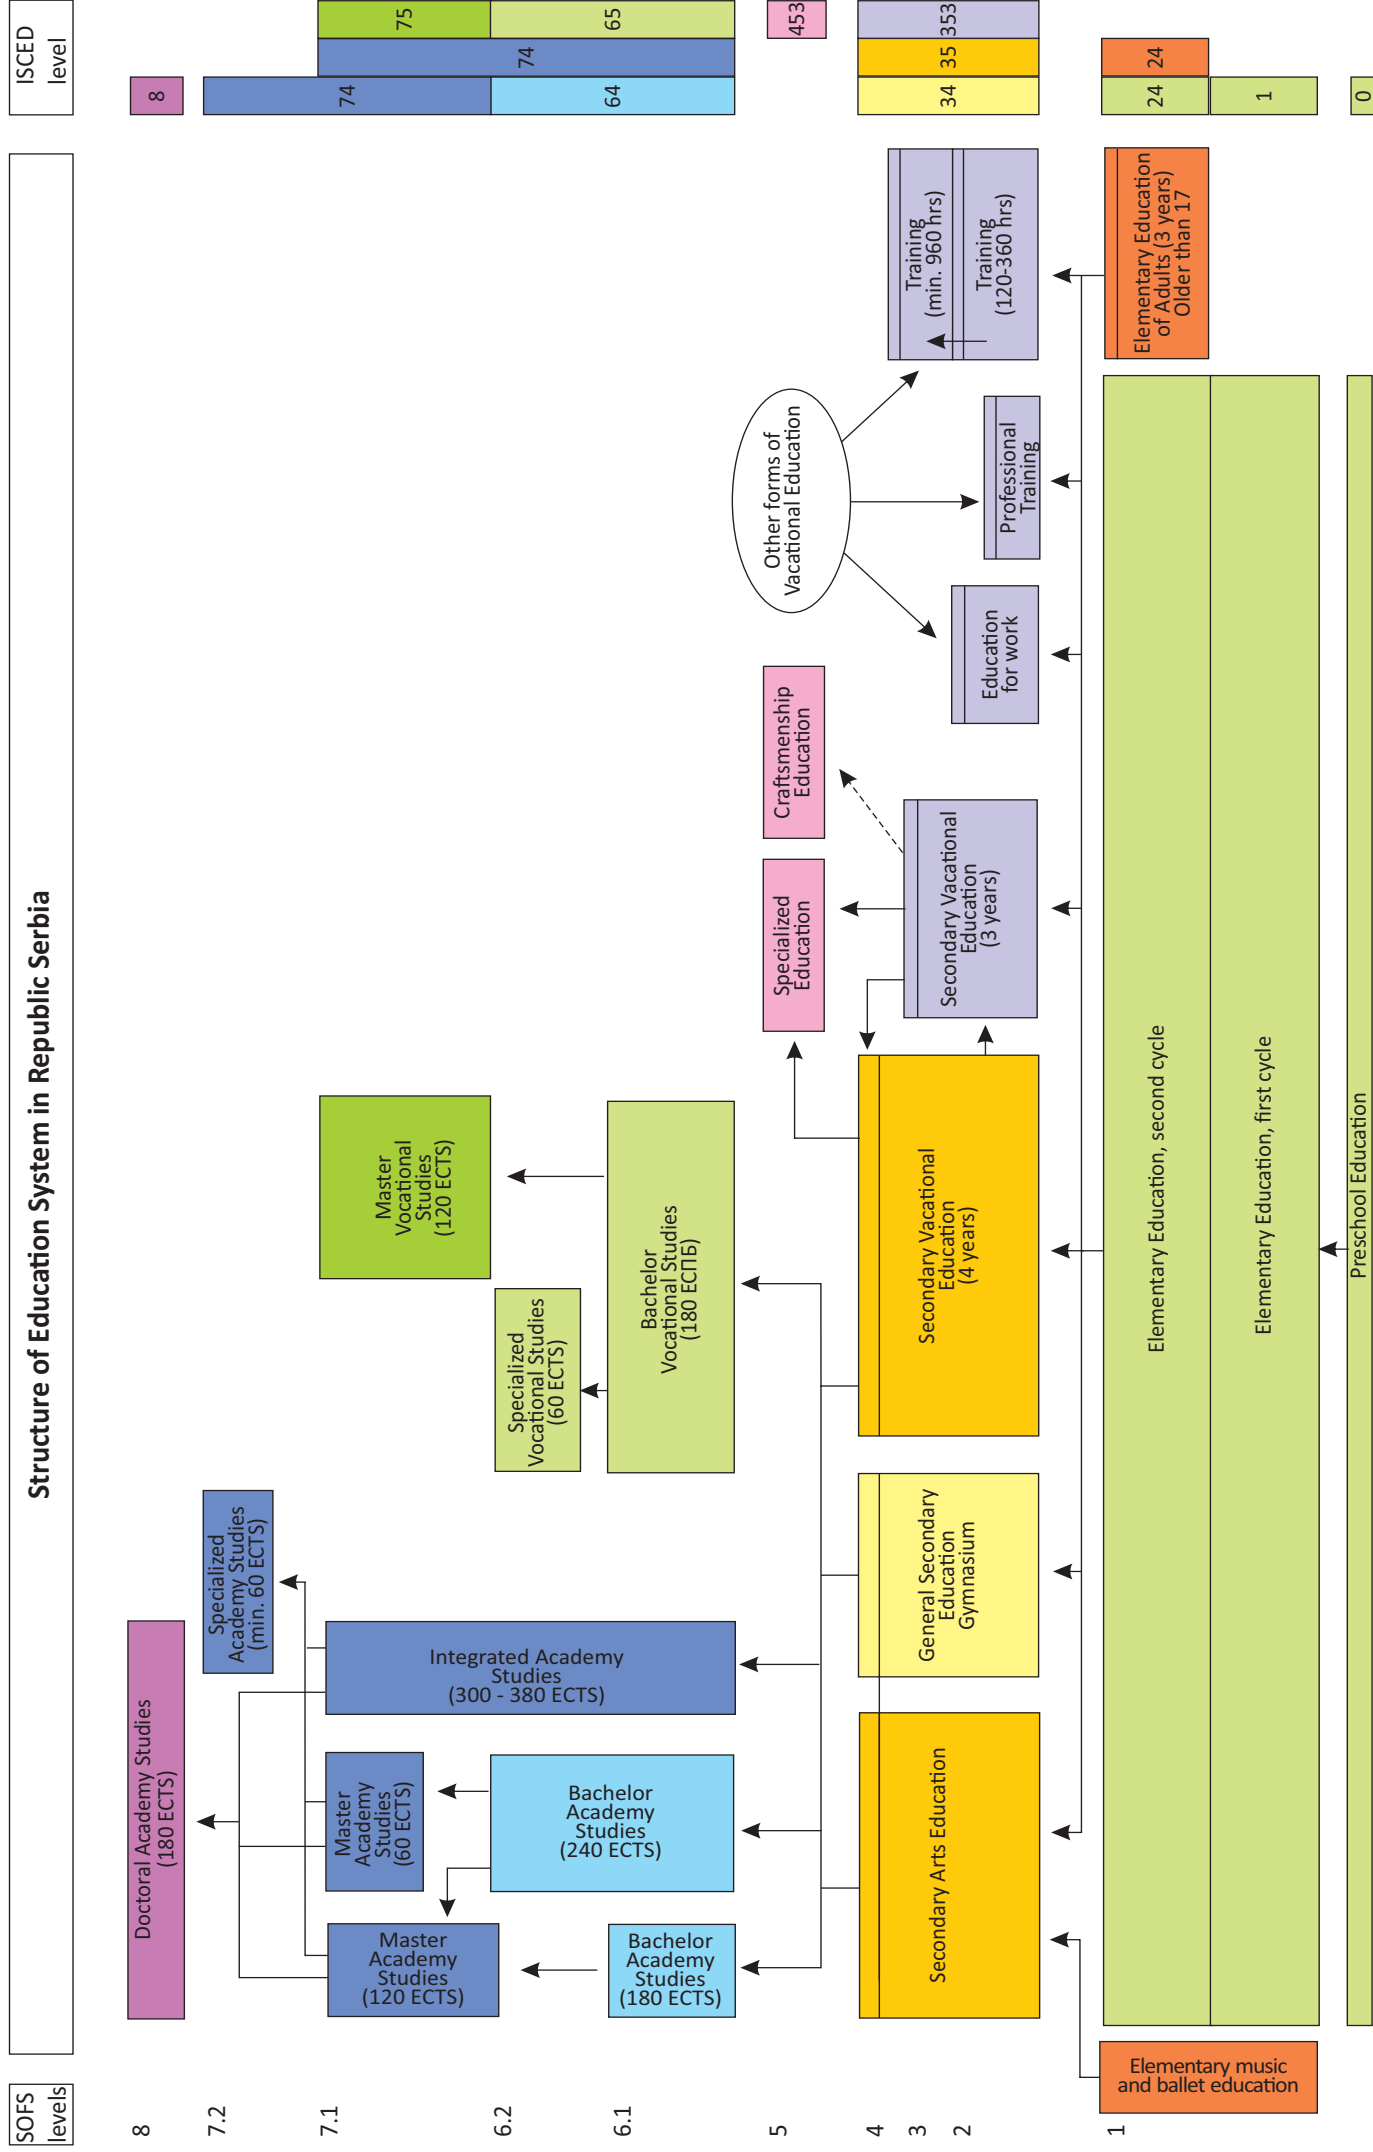 SOFS
levels
Structure of Education System in Republic Serbia
ISCED
level
8
7.2
7.1
6.2
6.1
5
4
3
2
1
Doctoral Academy Studies
(180 ECTS)
Specialized
Academy Studies
(min. 60 ECTS)
Master
Academy
Studies
(120 ECTS)
Master
Academy
Studies
(60 ECTS)
Integrated Academy
Studies
(300 - 380 ECTS)
Master
Vocational
Studies
(120 ECTS)
Specialized
Vocational Studies
(60 ECTS)
Bachelor
Academy
Studies
(180 ECTS)
Bachelor
Academy
Studies
(240 ECTS)
Bachelor
Vocational Studies
(180 ЕСПБ)
Specialized
Education
Craftsmenship
Education
Other forms of
Vacational Education
Secondary Arts Education
General Secondary
Education
Gymnasium
Secondary Vacational
Education
(4 years)
Secondary Vacational
Education
(3 years)
Education
for work
Professional
Training
Training
(min. 960 hrs)
Training
(120-360 hrs)
Elementary music
and ballet education
Elementary Education, second cycle
Elementary Education, first cycle
Elementary Education
of Adults (3 years)
Older than 17
Preschool Education
8
74
64
74
75
65
453
34
35
353
24
24
1
0